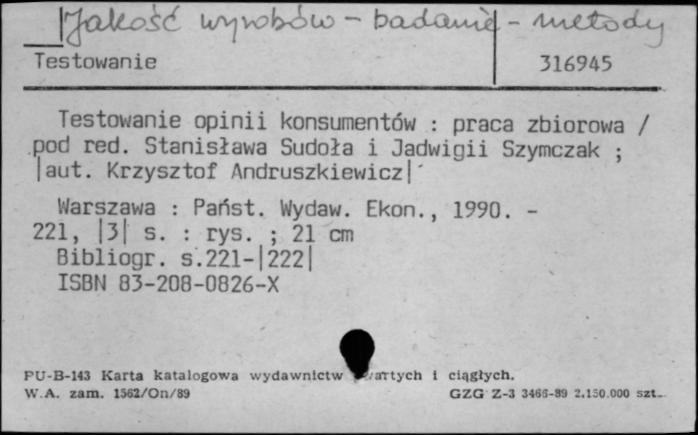 Jakość wyrobów - badanie - metody
Testowanie 316945
Testowanie opinii konsumentów : praca zbiorowa /
pod red. Stanisława Sudoła i Jadwigii Szymczak ;
|aut. Krzysztof Andruszkiewicz|
Warszawa : Państ. Wydaw. Ekon., 1990. -
221, |3| s. : rys. ; 21 cm
Bibliogr. s.221-|222|
ISBN 83-208-0826-X
PU-B-143 Karta katalogowa wydawnictw i ciągłych.
W.A. zam. 1562/On/89 GZG Z-3 3466-89 2.150.000 szt.